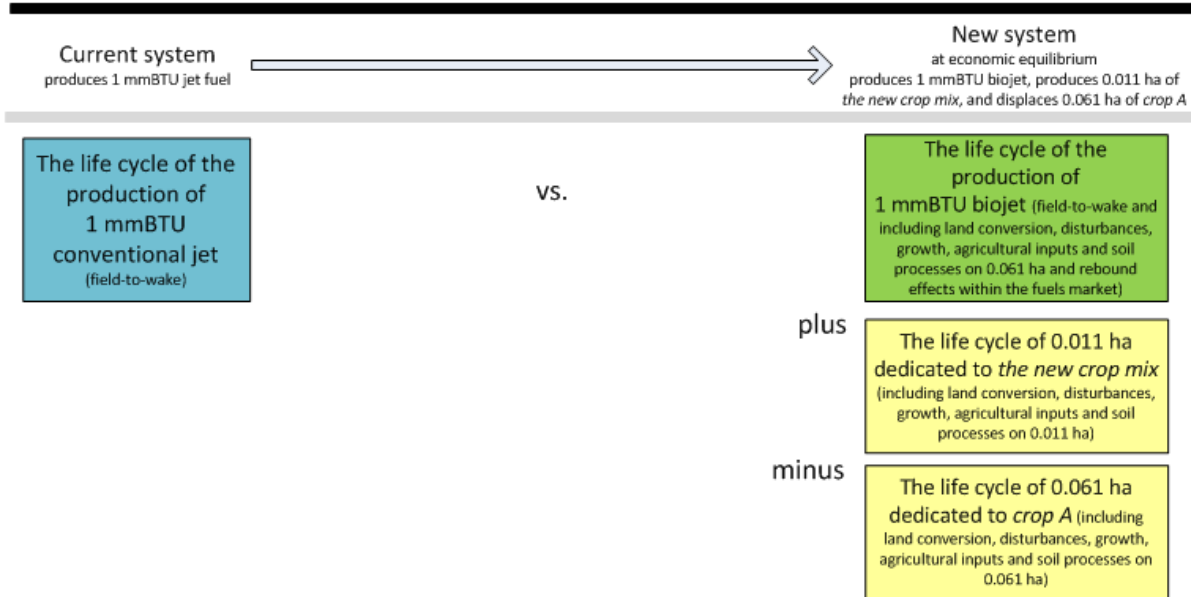 Current system
produces 1 mmBTU jet fuel
New system
at economic equilibrium
produces 1 mmBTU biojet, produces 0.011 ha of
the new crop mix, and displaces 0.061 ha of crop A
The life cycle of the
production of
1 mmBTU
conventional jet
(field-to-wake)
vs.
The life cycle of the
production of
1 mmBTU biojet (field-to-wake and
including land conversion, disturbances,
growth, agricultural inputs and soil
processes on 0.061 ha and rebound
effects within the fuels market)
plus
The life cycle of 0.011 ha
dedicated to the new crop mix
(including land conversion, disturbances,
growth, agricultural inputs and soil
processes on 0.011 ha)
minus
The life cycle of 0.061 ha
dedicated to crop A (including
land conversion, disturbances, growth,
agricultural inputs and soil processes on
0.061 ha)